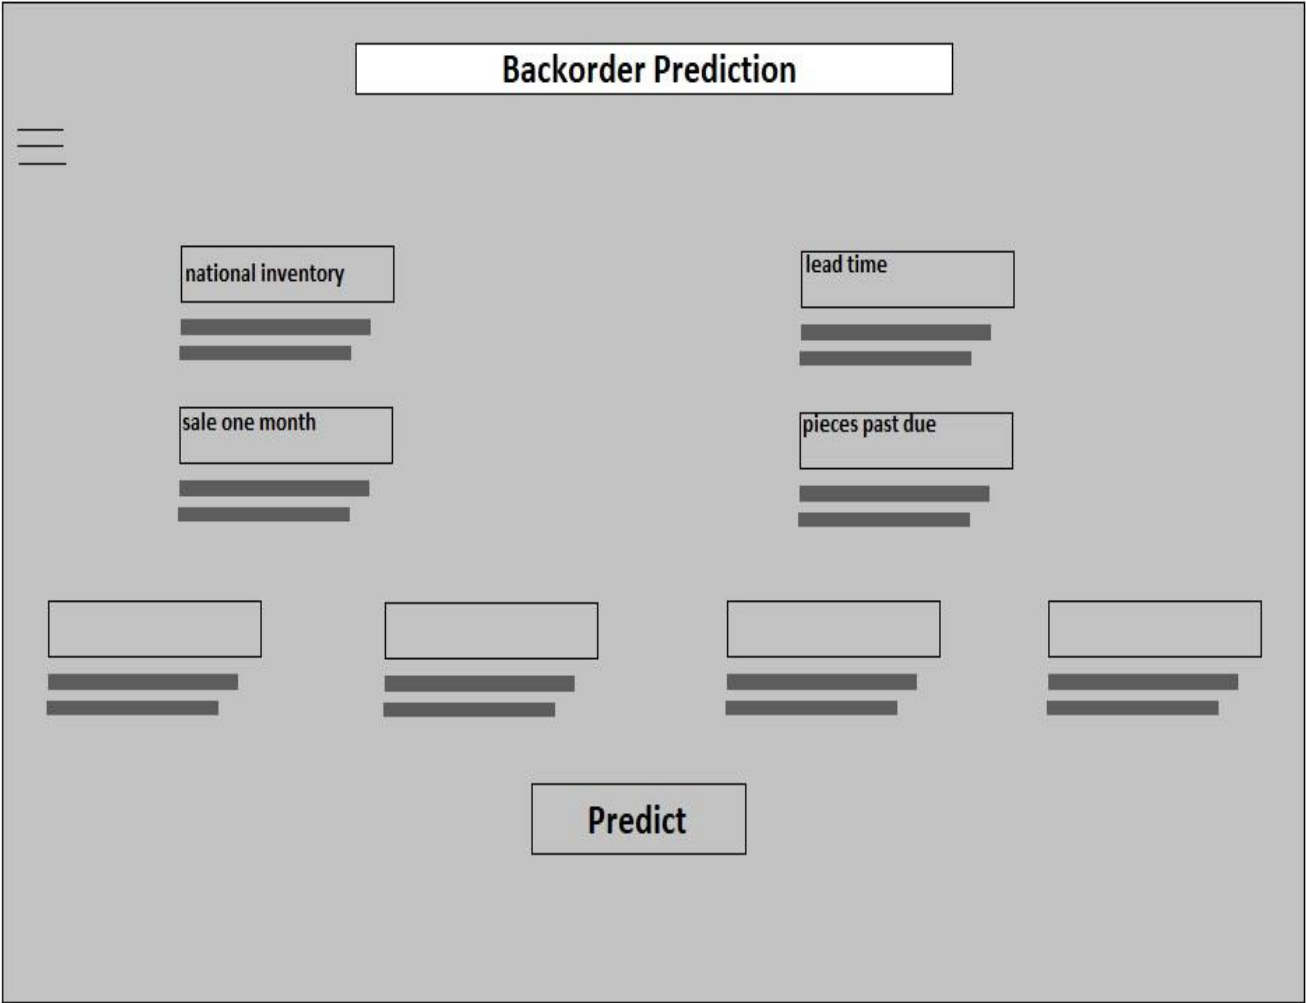 Backorder Prediction
national inventory
lead time
sale one month
pieces past due
Predict